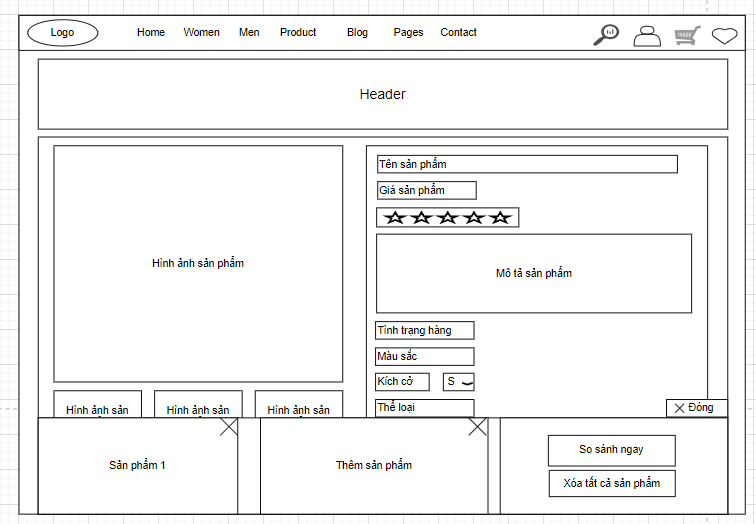 Logo
Home
Women
Men
Product
Blog
Pages
Contact
Header
Hình ảnh sản phẩm
Tên sản phẩm
Giá sản phẩm
Mô tả sản phẩm
Tình trạng hàng
Màu sắc
Kích cở
S
Thể loại
Hình ảnh sản
Hình ảnh sản
Hình ảnh sản
Đóng
Sản phẩm 1
Thêm sản phẩm
So sánh ngay
Xóa tất cả sản phẩm